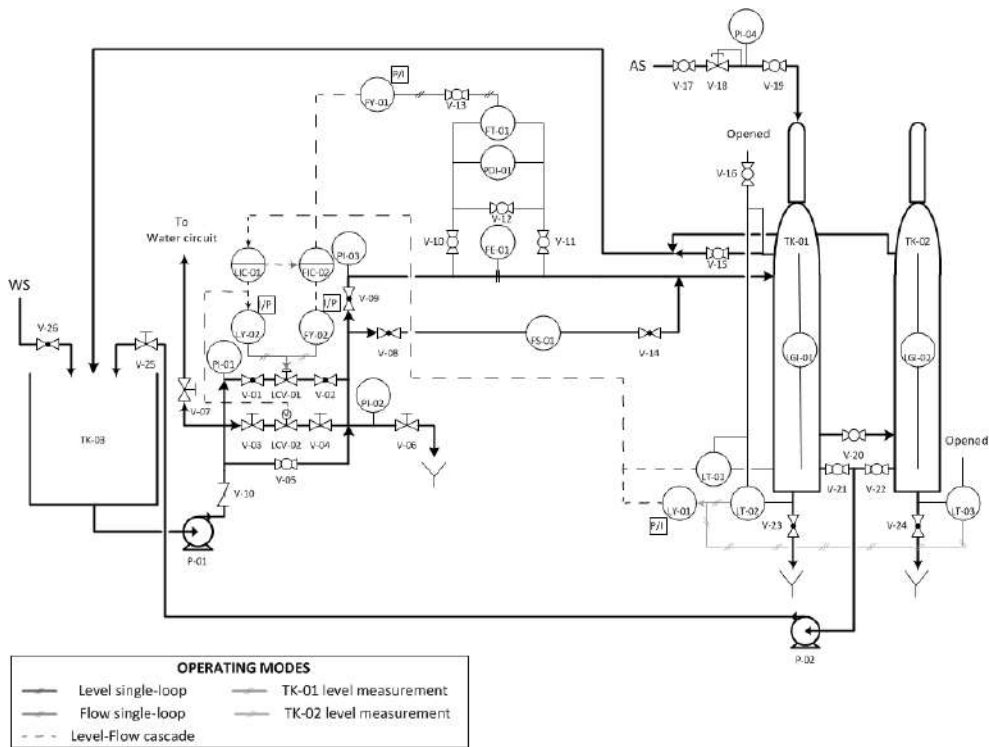 PI-04
AS
V-17
V-18
V-19
P/I
FY-01
V-13
FT-01
Opened
PDI-01
V-16
V-12
To
Water circuit
V-10
FE-01
V-11
TK-01
TK-02
LIC-01
FIC-02
PI-03
V-15
WS
V-09
I/P
I/P
V-26
LY-02
FY-02
V-25
V-08
FS-01
V-14
PI-01
LGI-01
LGI-02
V-07
V-01
LCV-01
V-02
PI-02
TK-03
V-03
LCV-02
V-04
V-06
V-20
Opened
V-05
LT-02
V-21
V-22
V-10
LY-01
LT-02
LT-03
P/I
V-23
V-24
P-01
P-02
OPERATING MODES
Level single-loop
TK-01 level measurement
Flow single-loop
TK-02 level measurement
Level-Flow cascade